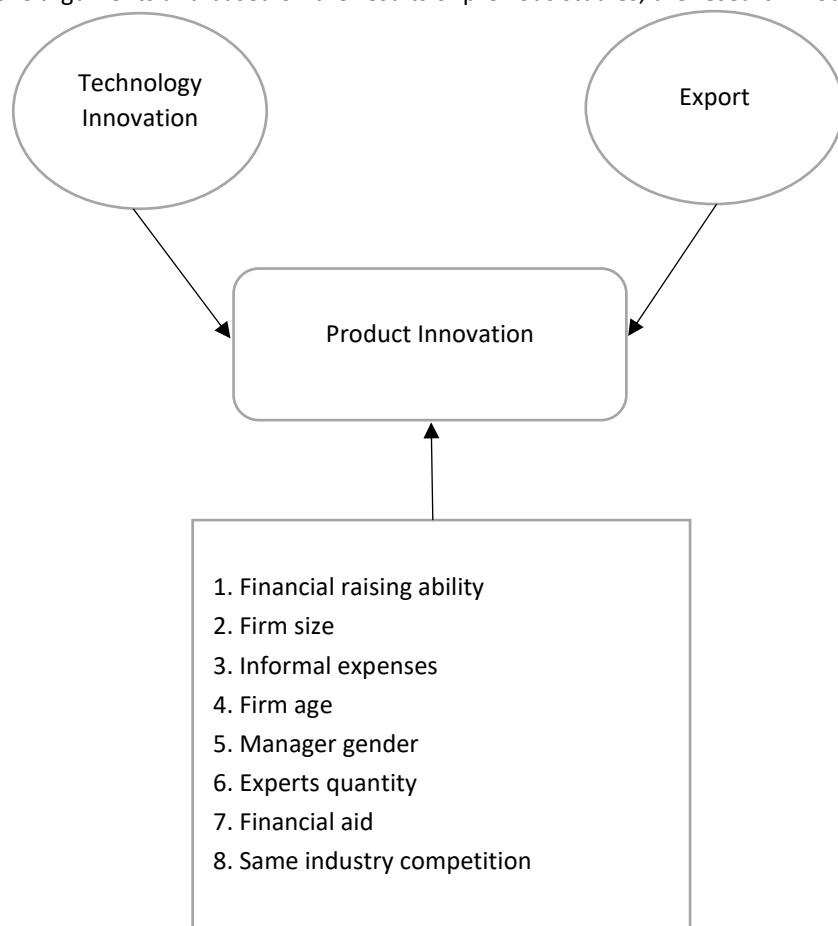 Technology
Innovation
Export
Product Innovation
1. Financial raising ability
2. Firm size
3. Informal expenses
4. Firm age
5. Manager gender
6. Experts quantity
7. Financial aid
8. Same industry competition